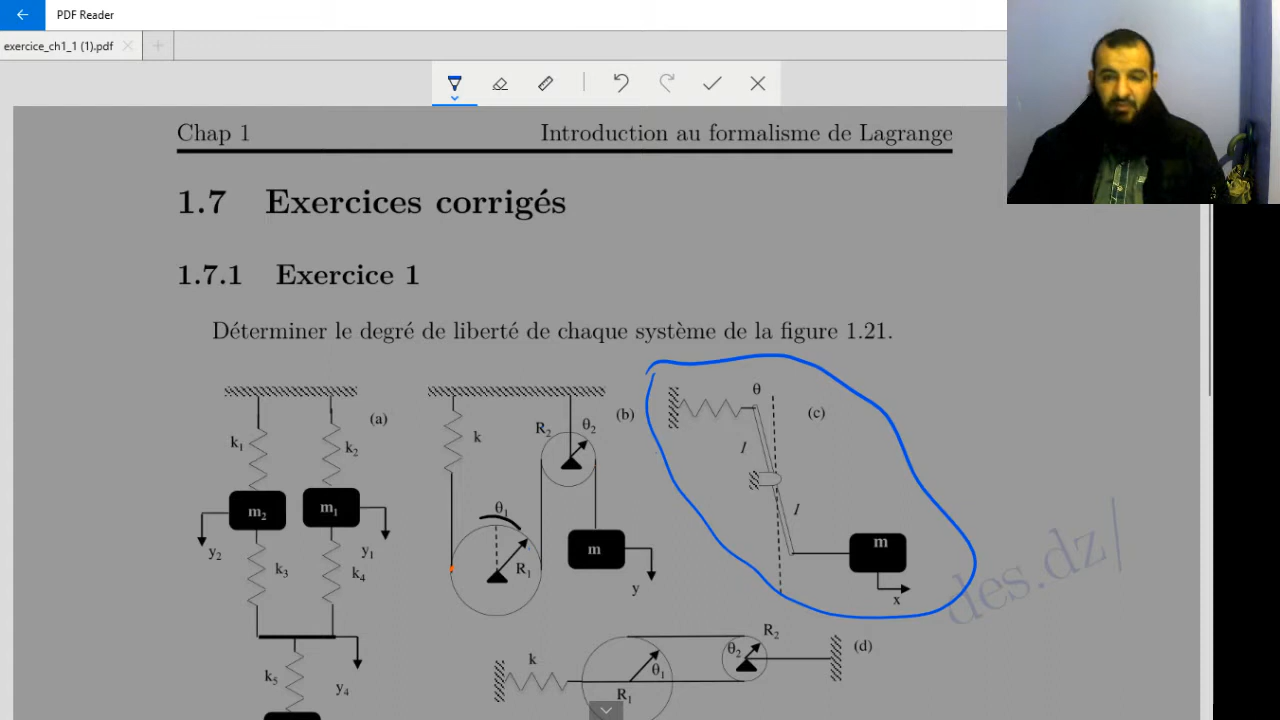 PDF Reader
exercice_ch1_1 (1).pdf
Chap 1 Introduction au formalisme de Lagrange
1.7 Exercices corrigés
1.7.1 Exercice 1
Déterminer le degré de liberté de chaque système de la figure 1.21.
(a)
k₁
k₂
m₂
m₁
y₂
y₁
k₃
k₄
k₅
y₄
(b)
k
R₂
θ₂
θ₁
R₁
m
y
(c)
θ
l
l
m
x
(d)
k
R₁
θ₁
θ₂
R₂
des.dz/